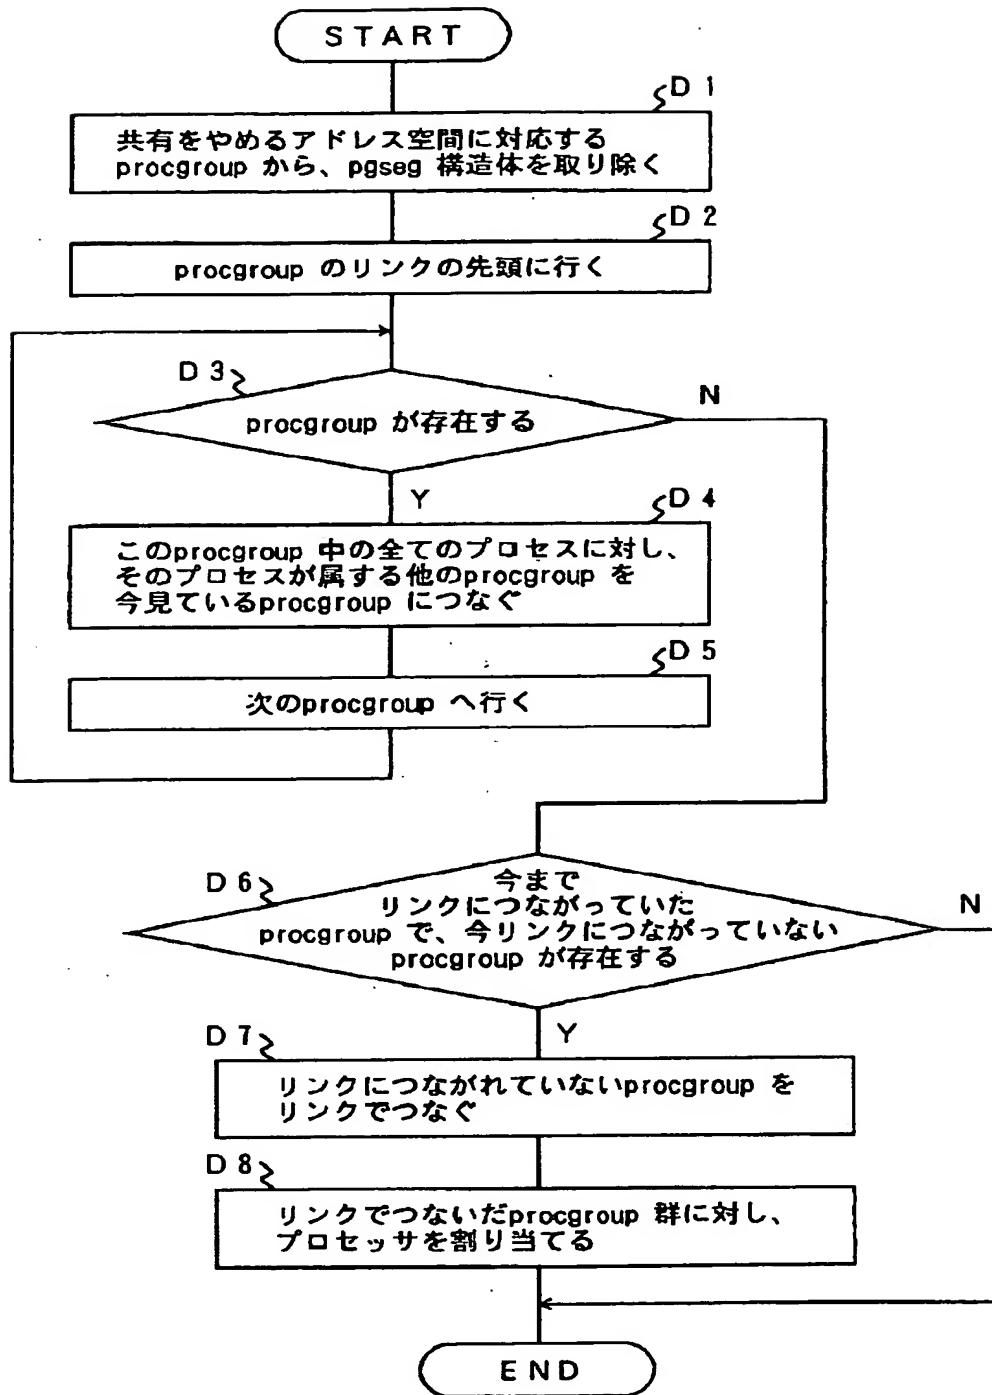 START
D 1
共有をやめるアドレス空間に対応する
procgroup から、pgseg 構造体を取り除く
D 2
procgroup のリンクの先頭に行く
D 3
procgroup が存在する
N
Y
D 4
このprocgroup 中の全てのプロセスに対し、
そのプロセスが属する他のprocgroup を
今見ているprocgroup につなぐ
D 5
次のprocgroup へ行く
D 6
今まで
リンクにつながっていた
procgroup で、今リンクにつながっていない
procgroup が存在する
N
Y
D 7
リンクにつながれていないprocgroup を
リンクでつなぐ
D 8
リンクでつないだprocgroup 群に対し、
プロセッサを割り当てる
END